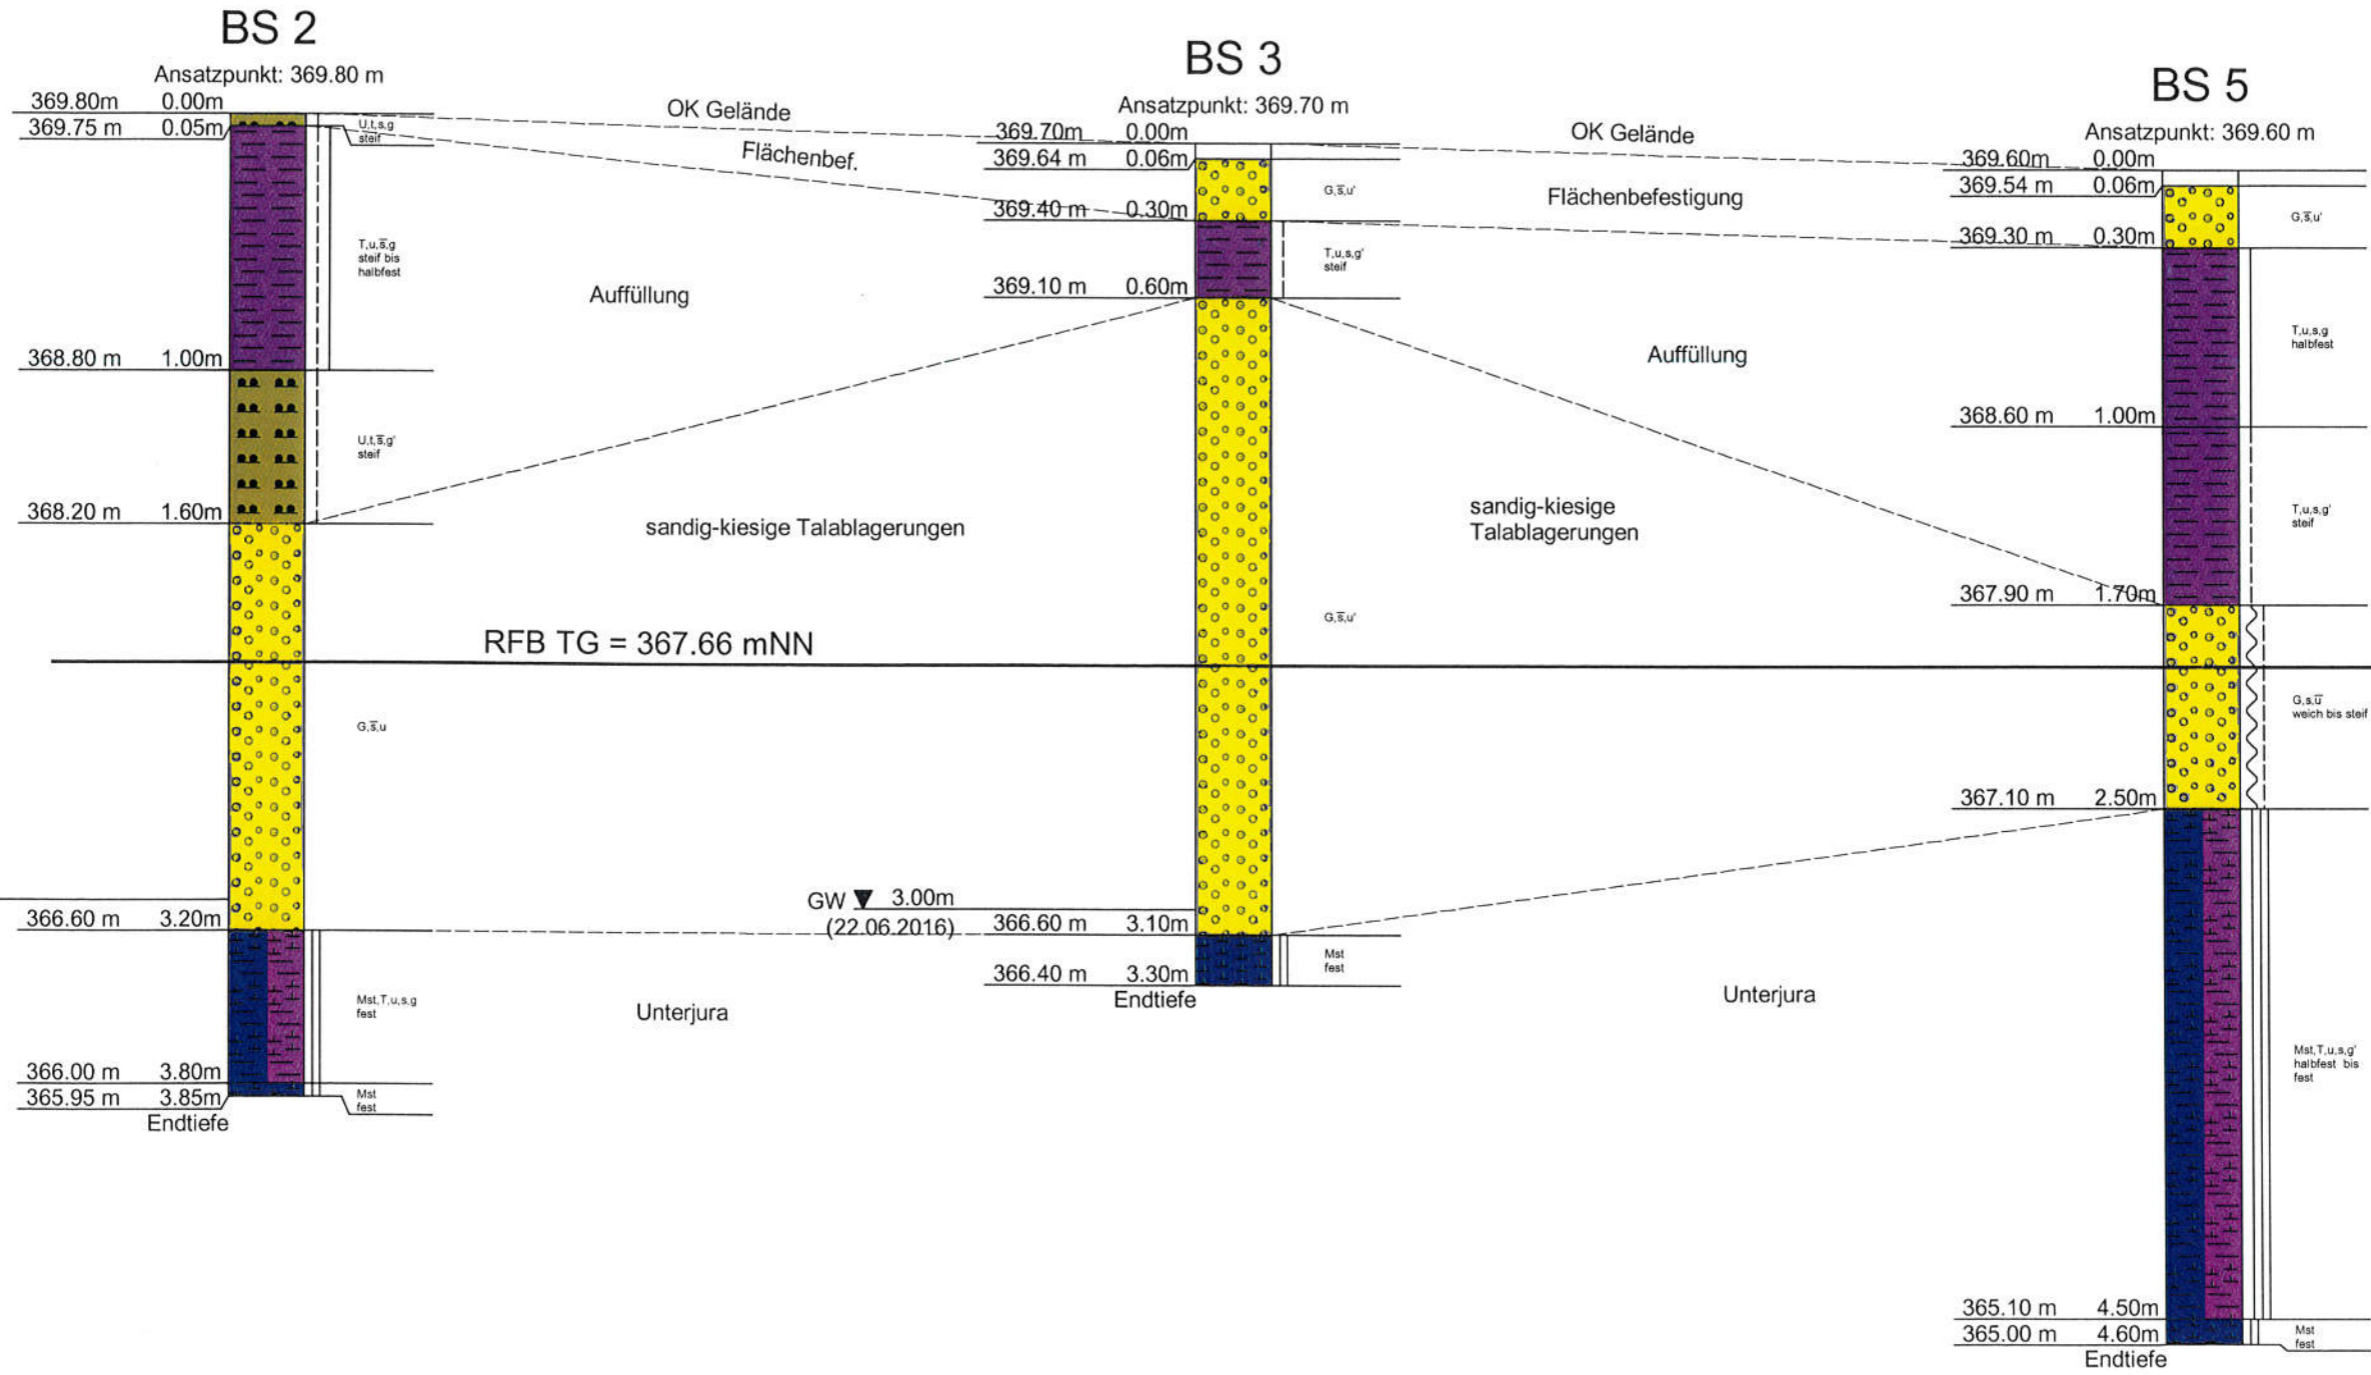 BS 2
Ansatzpunkt: 369.80 m
369.80m 0.00m
369.75 m 0.05m
U,t,s,g
steif
T,u,s̅,g
steif bis
halbfest
368.80 m 1.00m
U,t,s̅,g'
steif
368.20 m 1.60m
G,s̅,u
366.60 m 3.20m
Mst,T,u,s,g
fest
366.00 m 3.80m
365.95 m 3.85m
Mst
fest
Endtiefe
OK Gelände
Flächenbef.
Auffüllung
sandig-kiesige Talablagerungen
RFB TG = 367.66 mNN
Unterjura
BS 3
Ansatzpunkt: 369.70 m
369.70m 0.00m
369.64 m 0.06m
G,s̅,u'
369.40 m 0.30m
T,u,s,g'
steif
369.10 m 0.60m
G,s̅,u'
GW 3.00m
(22.06.2016)
366.60 m 3.10m
Mst
fest
366.40 m 3.30m
Endtiefe
OK Gelände
Flächenbefestigung
Auffüllung
sandig-kiesige
Talablagerungen
Unterjura
BS 5
Ansatzpunkt: 369.60 m
369.60m 0.00m
369.54 m 0.06m
G,s̅,u'
369.30 m 0.30m
T,u,s,g
halbfest
368.60 m 1.00m
T,u,s,g'
steif
367.90 m 1.70m
G,s,u̅
weich bis steif
367.10 m 2.50m
Mst,T,u,s,g'
halbfest bis
fest
365.10 m 4.50m
365.00 m 4.60m
Mst
fest
Endtiefe